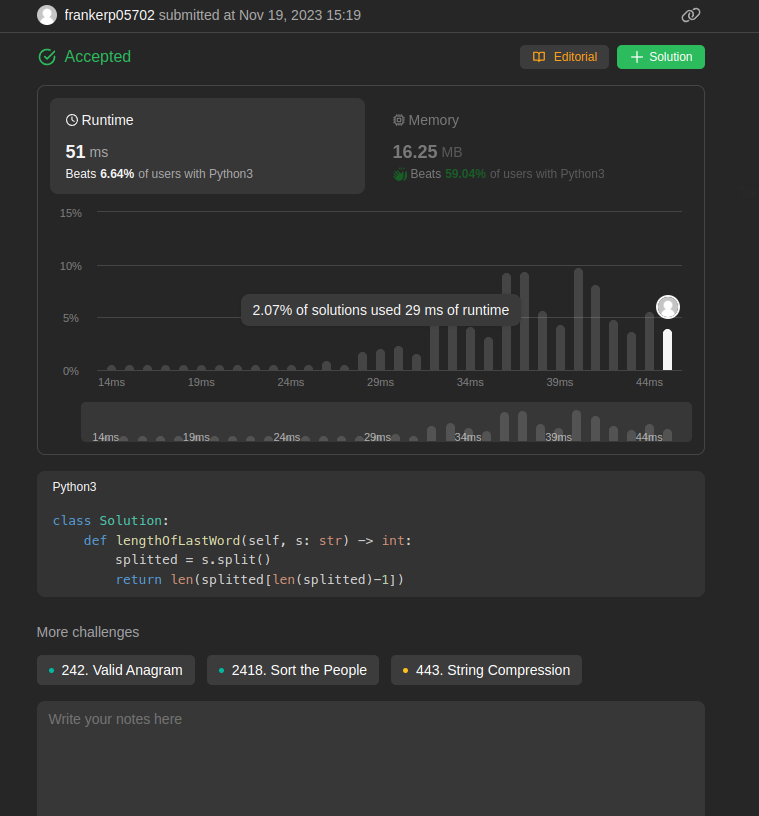 frankerp05702 submitted at Nov 19, 2023 15:19
Accepted
Editorial
Solution
Runtime
51 ms
Beats 6.64% of users with Python3
Memory
16.25 MB
Beats 59.04% of users with Python3
15%
10%
5%
0%
2.07% of solutions used 29 ms of runtime
14ms 19ms 24ms 29ms 34ms 39ms 44ms
14ms 19ms 24ms 29ms 34ms 39ms 44ms
Python3
class Solution:
    def lengthOfLastWord(self, s: str) -> int:
        splitted = s.split()
        return len(splitted[len(splitted)-1])
More challenges
242. Valid Anagram
2418. Sort the People
443. String Compression
Write your notes here